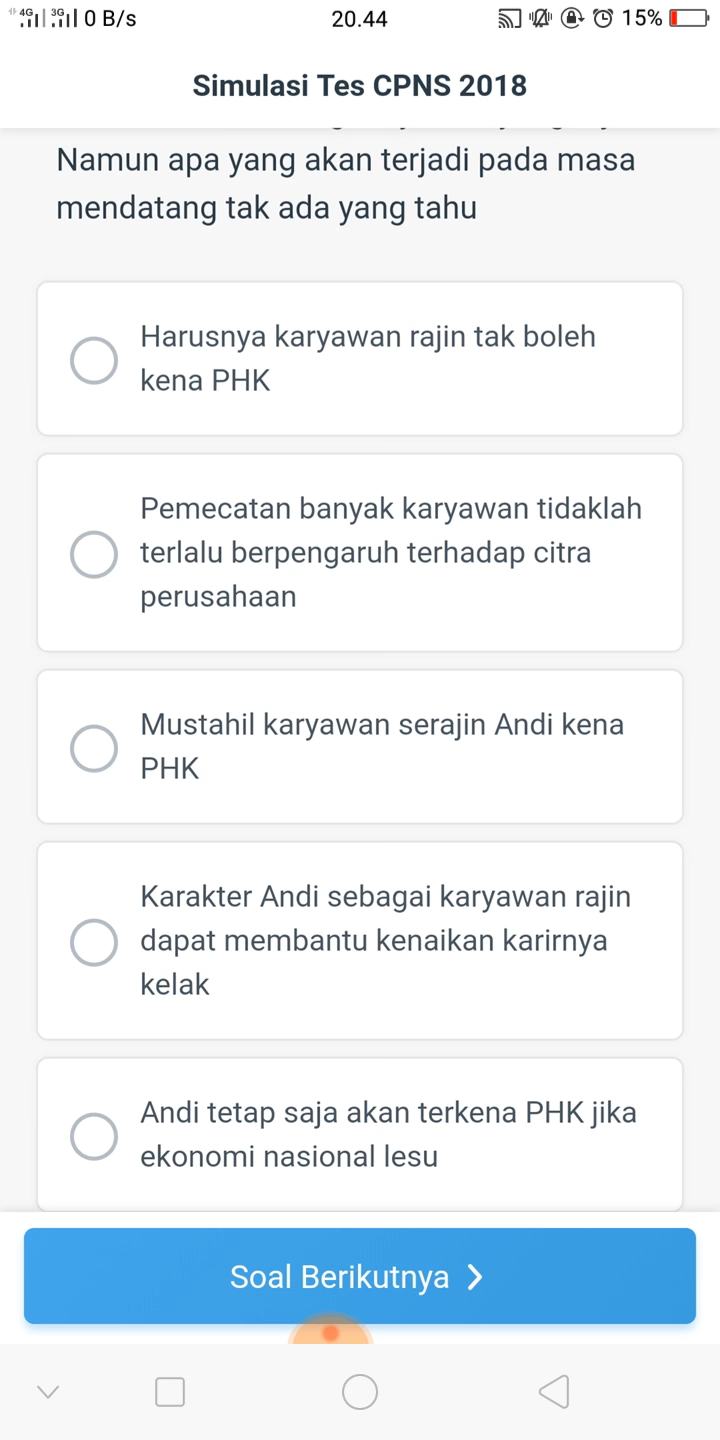 4G 3G 0 B/s 20.44 15%
Simulasi Tes CPNS 2018
Namun apa yang akan terjadi pada masa
mendatang tak ada yang tahu
Harusnya karyawan rajin tak boleh
kena PHK
Pemecatan banyak karyawan tidaklah
terlalu berpengaruh terhadap citra
perusahaan
Mustahil karyawan serajin Andi kena
PHK
Karakter Andi sebagai karyawan rajin
dapat membantu kenaikan karirnya
kelak
Andi tetap saja akan terkena PHK jika
ekonomi nasional lesu
Soal Berikutnya